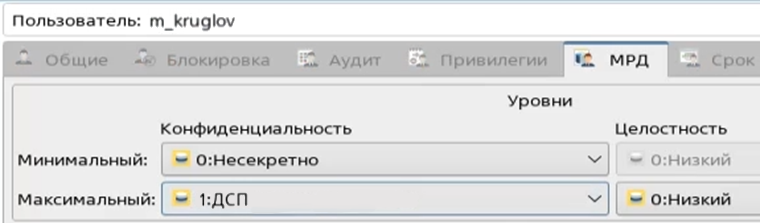 Пользователь: m_kruglov
Общие Блокировка Аудит Привилегии МРД Срок
Уровни
Конфиденциальность Целостность
Минимальный: 0:Несекретно 0:Низкий
Максимальный: 1:ДСП 0:Низкий